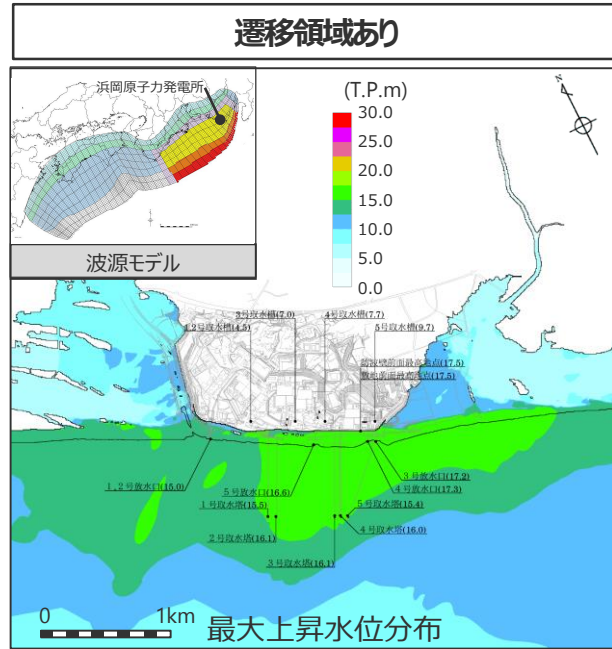 遷移領域あり
浜岡原子力発電所
波源モデル
(T.P.m)
30.0
25.0
20.0
15.0
10.0
5.0
0.0
N
3号取水槽(7.0)
4号取水槽(7.7)
1,2号取水槽(4.5)
5号取水槽(9.7)
防波壁前面最高地点(17.5)
敷地前面最高地点(17.5)
3号放水口(17.2)
1,2号放水口(15.0)
5号放水口(16.6)
4号放水口(17.3)
1号取水塔(15.5)
5号取水塔(15.4)
2号取水塔(16.1)
4号取水塔(16.0)
3号取水塔(16.1)
0 1km
最大上昇水位分布